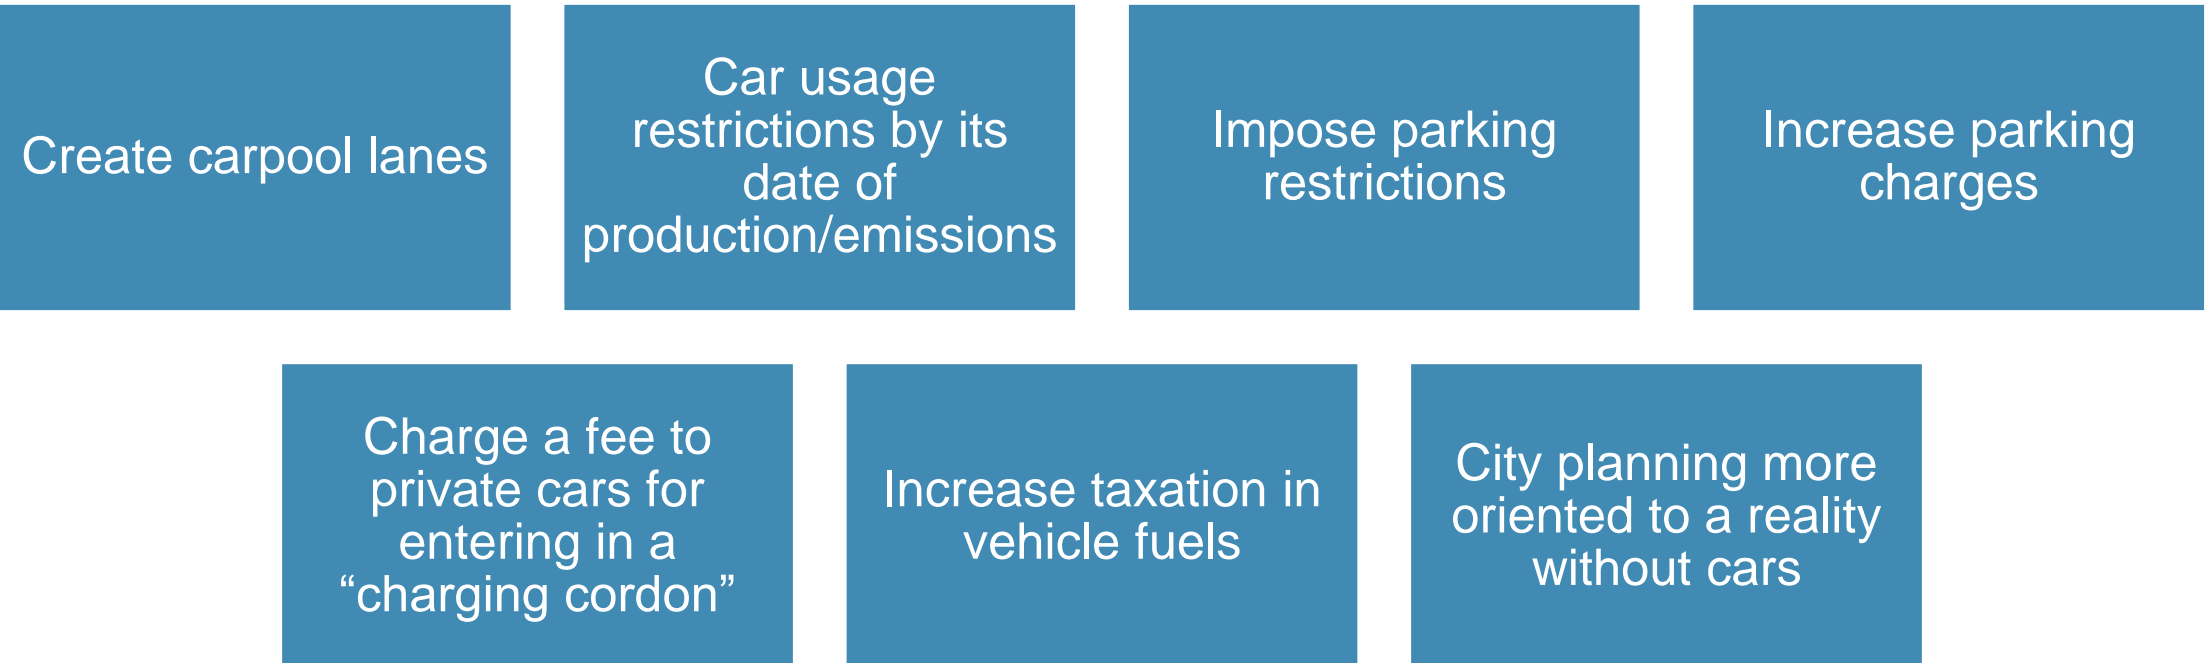 Create carpool lanes
Car usage
restrictions by its
date of
production/emissions
Impose parking
restrictions
Increase parking
charges
Charge a fee to
private cars for
entering in a
“charging cordon”
Increase taxation in
vehicle fuels
City planning more
oriented to a reality
without cars